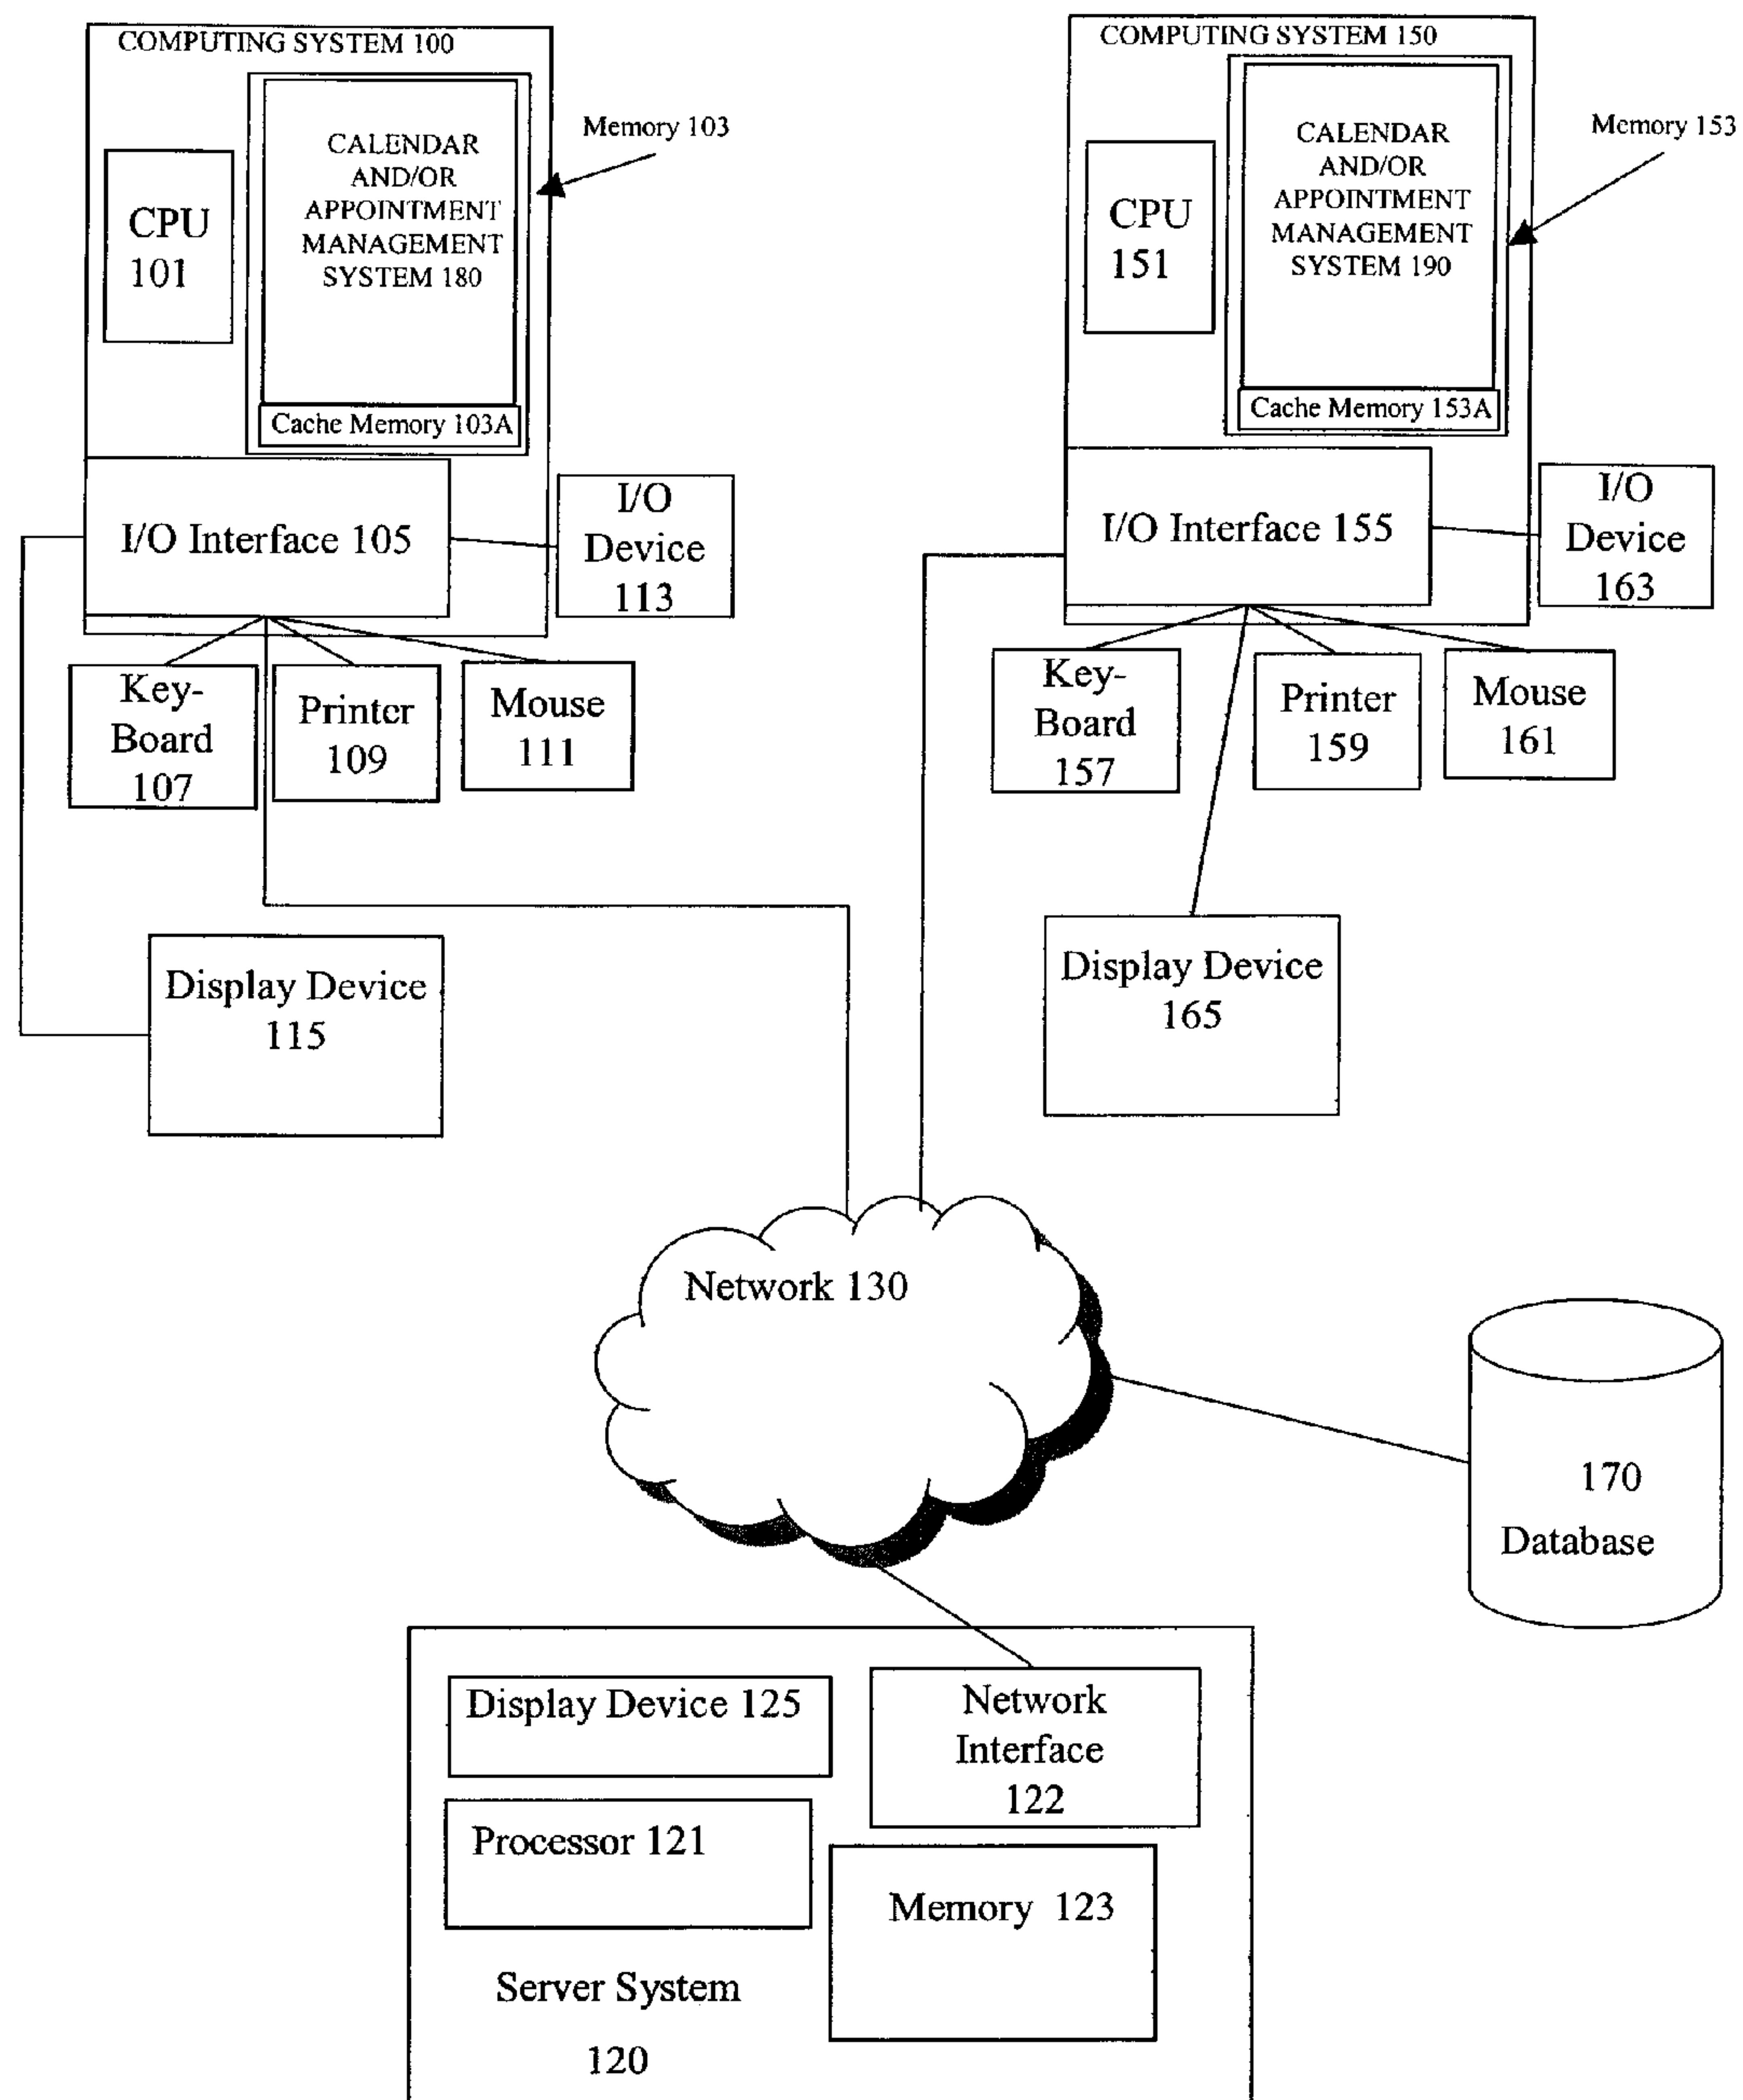 COMPUTING SYSTEM 100
CALENDAR
AND/OR
APPOINTMENT
MANAGEMENT
SYSTEM 180
Memory 103
CPU
101
Cache Memory 103A
I/O Interface 105
I/O
Device
113
Key-
Board
107
Printer
109
Mouse
111
Display Device
115
COMPUTING SYSTEM 150
CALENDAR
AND/OR
APPOINTMENT
MANAGEMENT
SYSTEM 190
Memory 153
CPU
151
Cache Memory 153A
I/O Interface 155
I/O
Device
163
Key-
Board
157
Printer
159
Mouse
161
Display Device
165
Network 130
170
Database
Display Device 125
Network
Interface
122
Processor 121
Memory 123
Server System
120